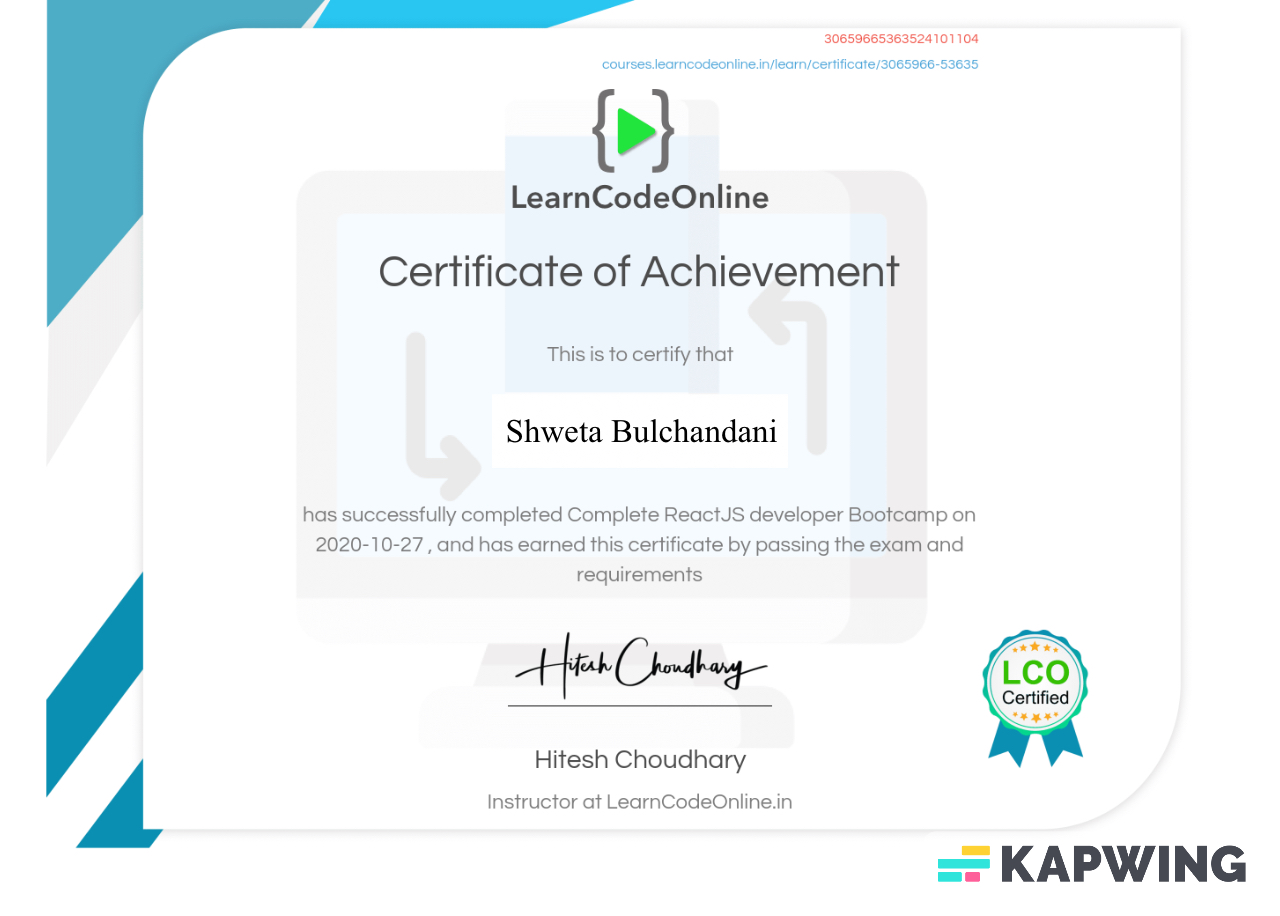 30659665363524101104
courses.learncodeonline.in/learn/certificate/3065966-53635
LearnCodeOnline
Certificate of Achievement
This is to certify that
Shweta Bulchandani
has successfully completed Complete ReactJS developer Bootcamp on
2020-10-27 , and has earned this certificate by passing the exam and
requirements
Hitesh Choudhary
Hitesh Choudhary
Instructor at LearnCodeOnline.in
LCO
Certified
KAPWING